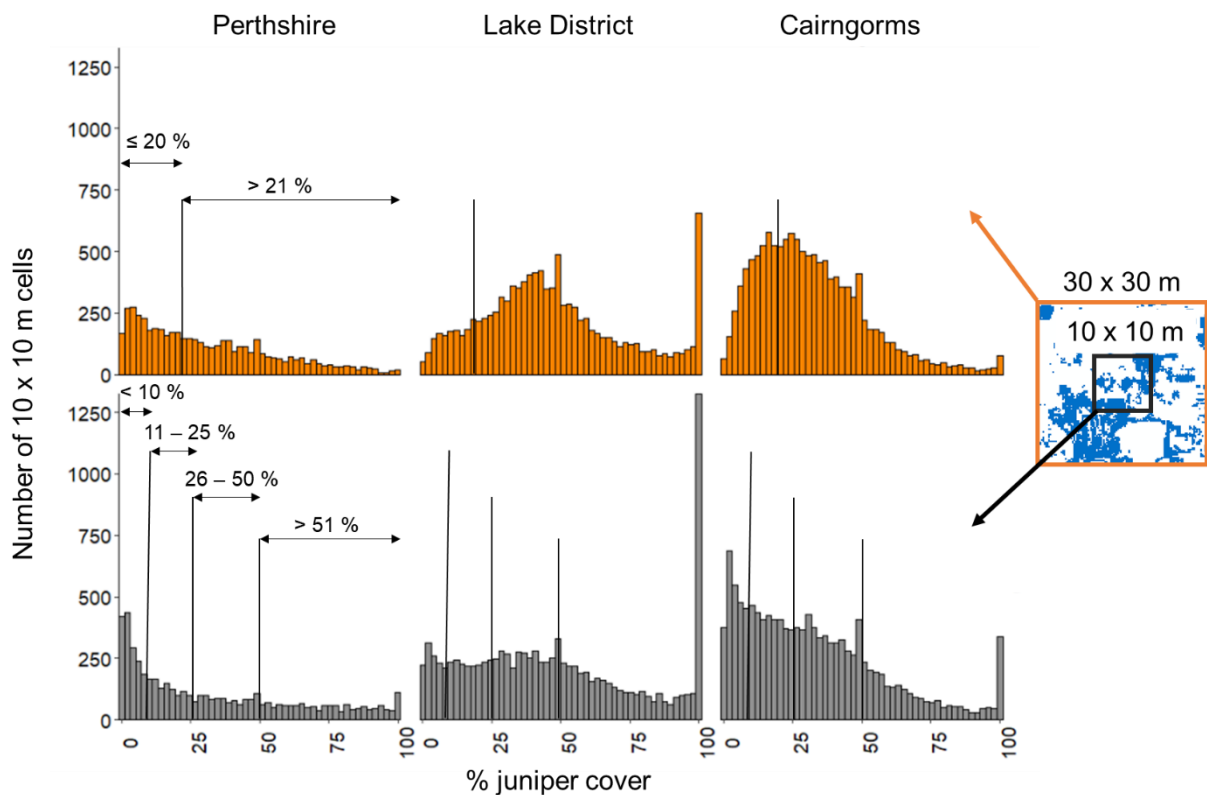 Perthshire Lake District Cairngorms
1250
1000
≤ 20 %
750
> 21 %
500
250
0
30 x 30 m
10 x 10 m
Number of 10 x 10 m cells
1250
< 10 %
11 – 25 %
1000
26 – 50 %
750
> 51 %
500
250
0
0 25 50 75 100 0 25 50 75 100 0 25 50 75 100
% juniper cover